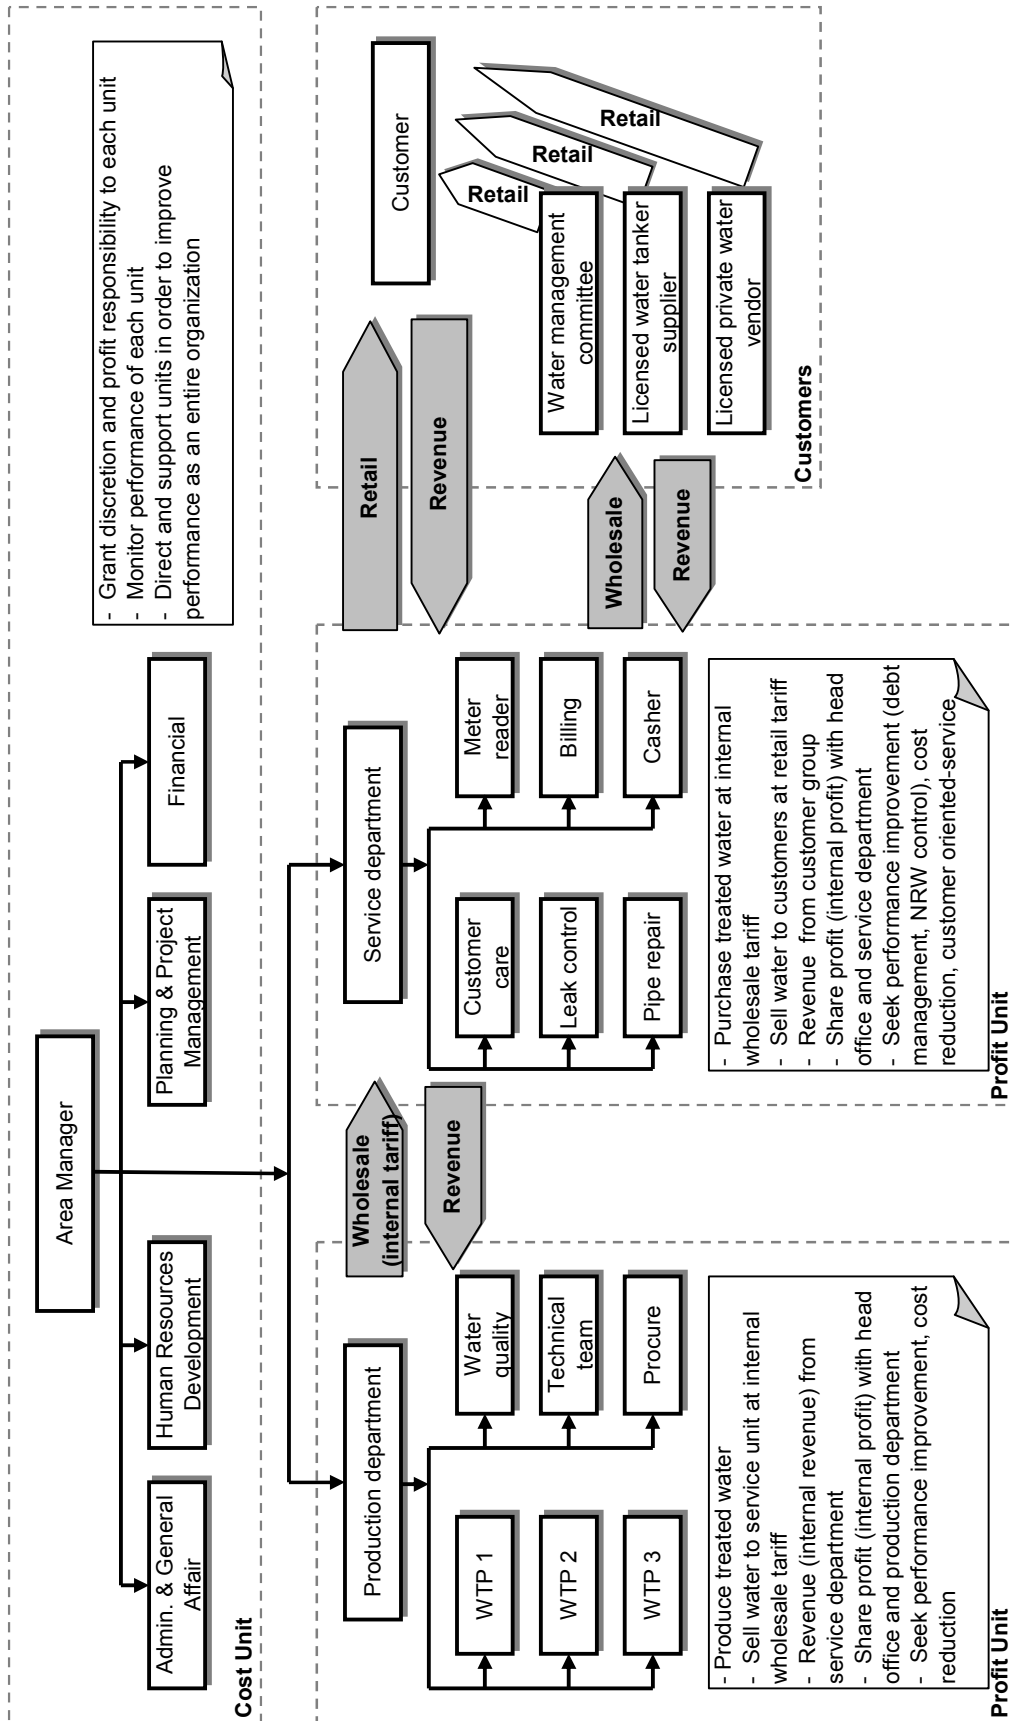 Area Manager
- Grant discretion and profit responsibility to each unit
- Monitor performance of each unit
- Direct and support units in order to improve
performance as an entire organization
Admin. & General
Affair
Human Resources
Development
Planning & Project
Management
Financial
Cost Unit
Production department
Wholesale
(internal tariff)
Revenue
Service department
Retail
Revenue
Customer
WTP 1
Water
quality
WTP 2
Technical
team
WTP 3
Procure
Customer
care
Meter
reader
Leak control
Billing
Pipe repair
Casher
Wholesale
Revenue
Retail
Retail
Retail
Water management
committee
Licensed water tanker
supplier
Licensed private water
vendor
Customers
- Produce treated water
- Sell water to service unit at internal
wholesale tariff
- Revenue (internal revenue) from
service department
- Share profit (internal profit) with head
office and production department
- Seek performance improvement, cost
reduction
Profit Unit
- Purchase treated water at internal
wholesale tariff
- Sell water to customers at retail tariff
- Revenue from customer group
- Share profit (internal profit) with head
office and service department
- Seek performance improvement (debt
management, NRW control), cost
reduction, customer oriented-service
Profit Unit